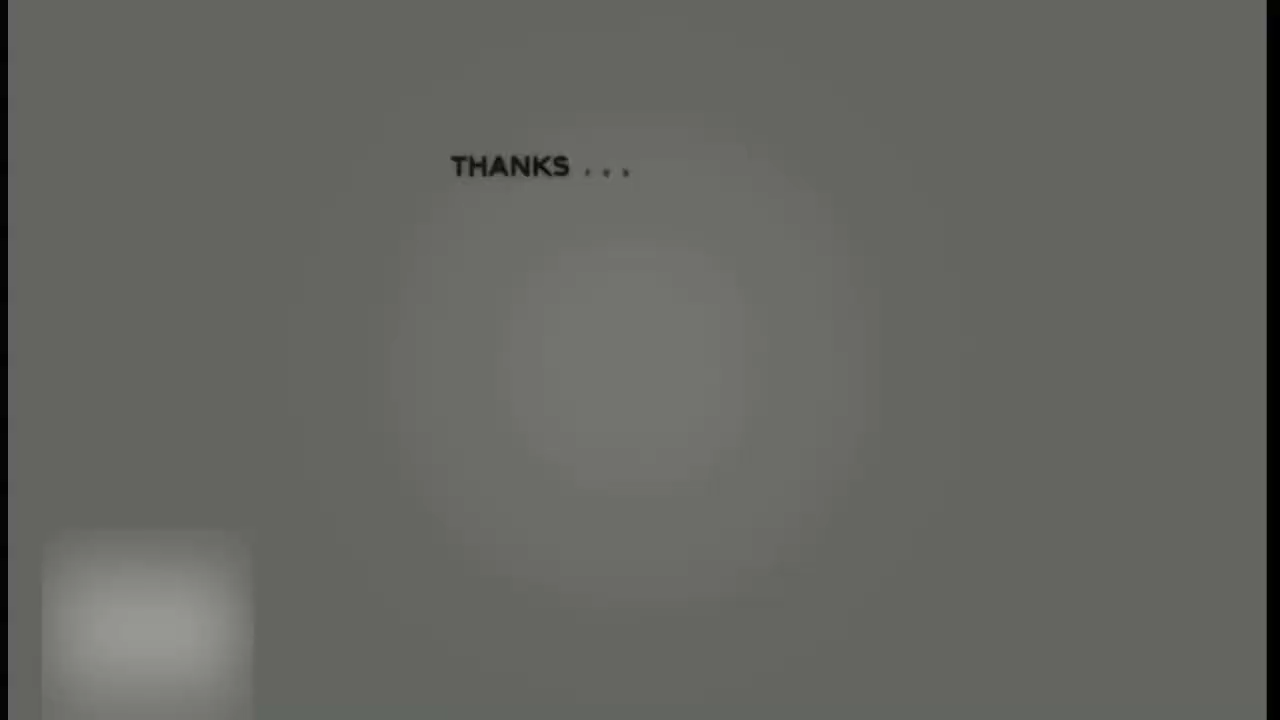 THANKS . . .